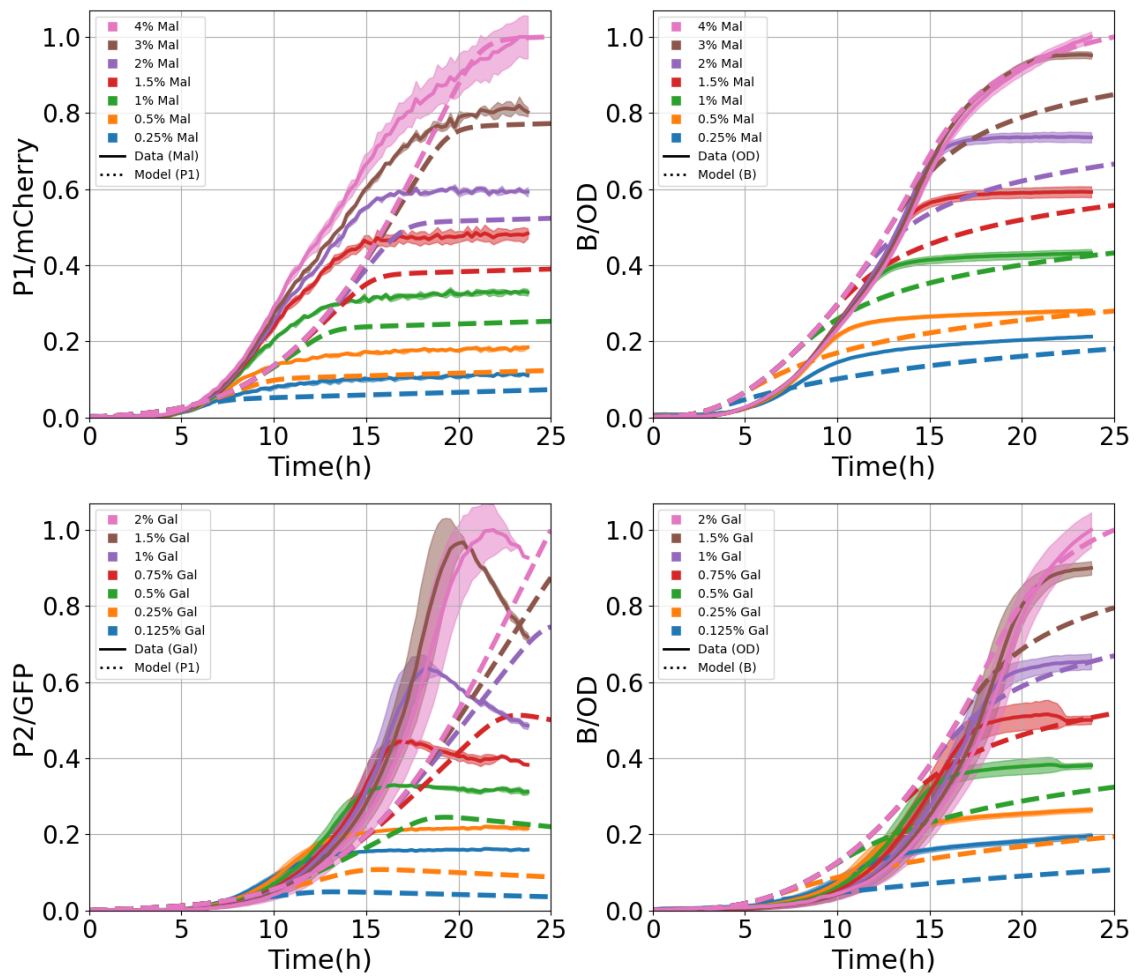 P1/mCherry
1.0
0.8
0.6
0.4
0.2
0.0
4% Mal
3% Mal
2% Mal
1.5% Mal
1% Mal
0.5% Mal
0.25% Mal
Data (Mal)
Model (P1)
0 5 10 15 20 25
Time(h)
B/OD
1.0
0.8
0.6
0.4
0.2
0.0
4% Mal
3% Mal
2% Mal
1.5% Mal
1% Mal
0.5% Mal
0.25% Mal
Data (OD)
Model (B)
0 5 10 15 20 25
Time(h)
P2/GFP
1.0
0.8
0.6
0.4
0.2
0.0
2% Gal
1.5% Gal
1% Gal
0.75% Gal
0.5% Gal
0.25% Gal
0.125% Gal
Data (Gal)
Model (P1)
0 5 10 15 20 25
Time(h)
B/OD
1.0
0.8
0.6
0.4
0.2
0.0
2% Gal
1.5% Gal
1% Gal
0.75% Gal
0.5% Gal
0.25% Gal
0.125% Gal
Data (OD)
Model (B)
0 5 10 15 20 25
Time(h)